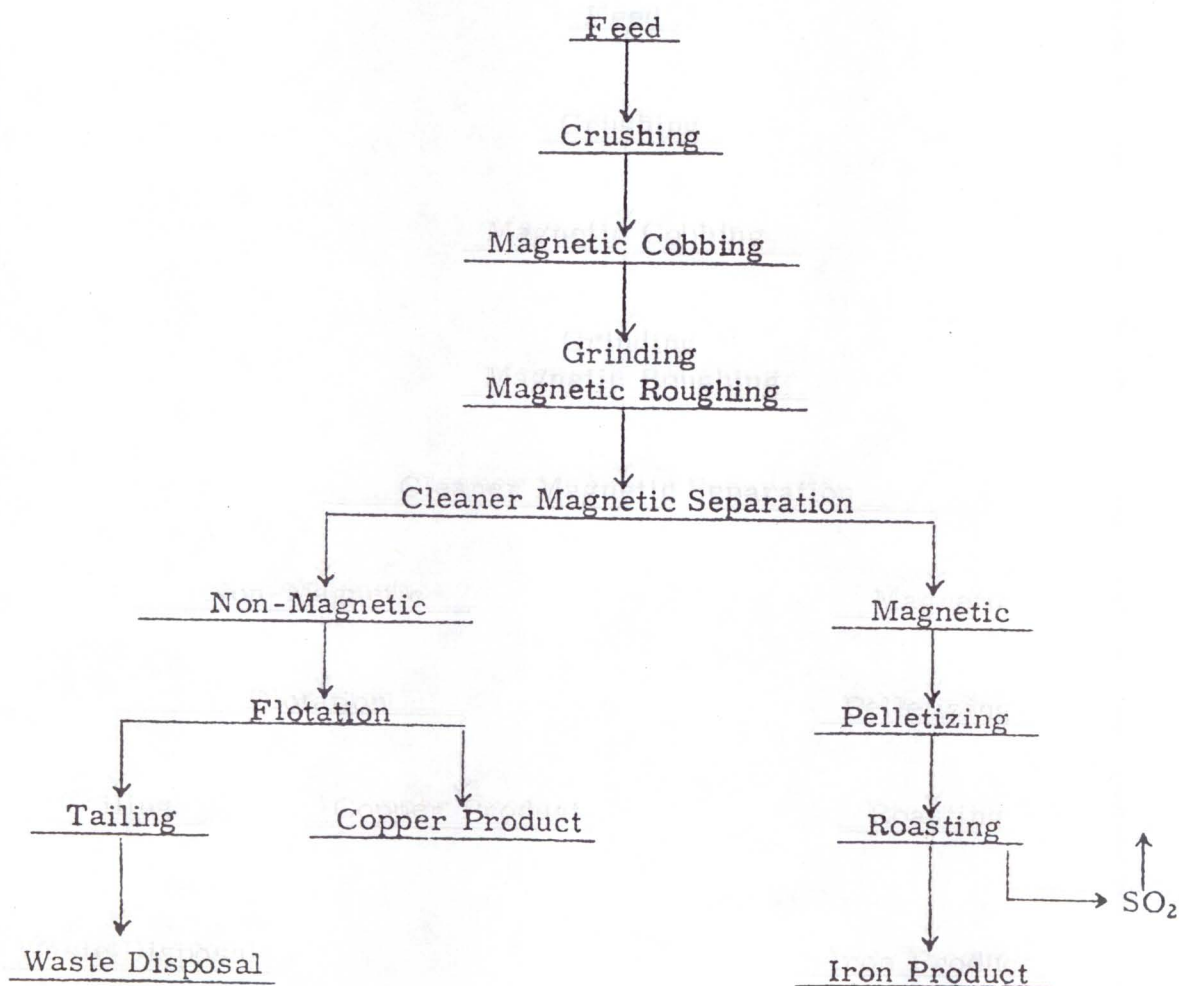 Feed
Crushing
Magnetic Cobbing
Grinding
Magnetic Roughing
Cleaner Magnetic Separation
Non-Magnetic
Magnetic
Flotation
Pelletizing
Tailing
Copper Product
Roasting
SO₂
Waste Disposal
Iron Product